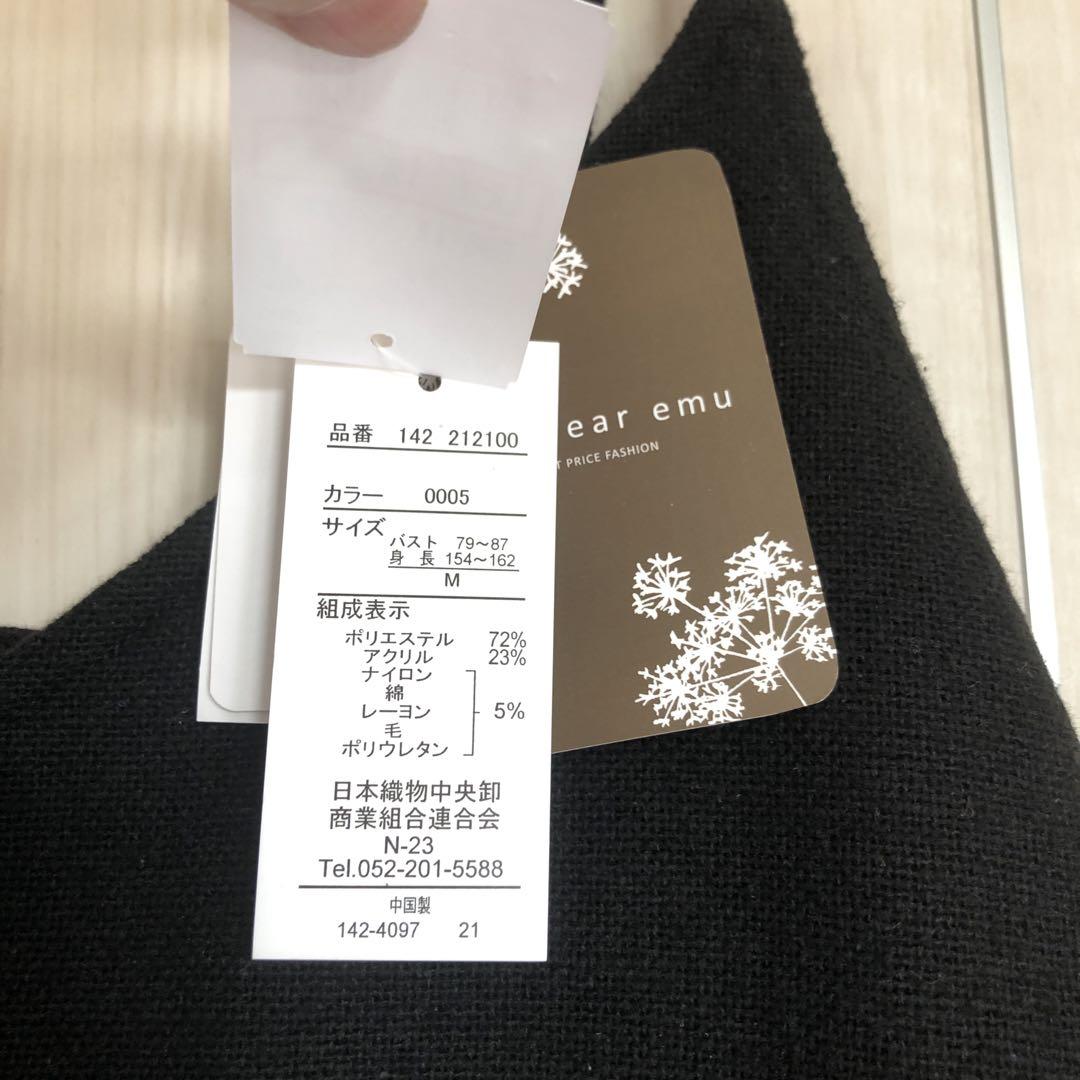 品番 142 212100
カラー 0005
サイズ
バスト 79〜87
身 長 154〜162
M
組成表示
ポリエステル 72%
アクリル 23%
ナイロン
綿
レーヨン 5%
毛
ポリウレタン
日本織物中央卸
商業組合連合会
N-23
Tel.052-201-5588
中国製
142-4097 21
ear emu
T PRICE FASHION